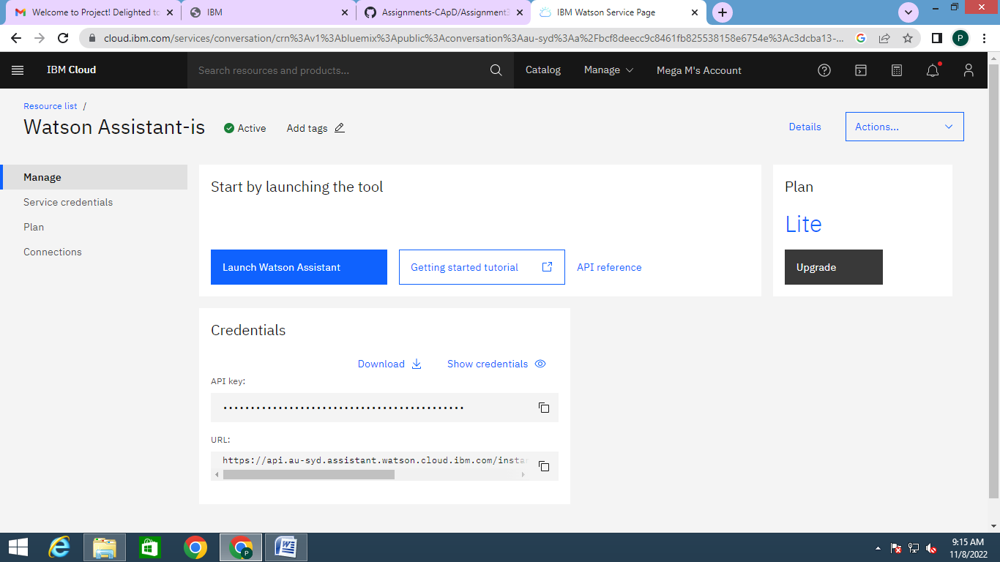 Welcome to Project! Delighted to
IBM
Assignments-CApD/Assignment3
IBM Watson Service Page
cloud.ibm.com/services/conversation/crn%3Av1%3Abluemix%3Apublic%3Aconversation%3Aau-syd%3Aa%2Fbcf8deecc9c8461fb825538158e6754e%3Ac3dcba13-...
P
IBM Cloud
Search resources and products...
Catalog
Manage
Mega M's Account
Resource list /
Watson Assistant-is
Active
Add tags
Details
Actions...
Manage
Service credentials
Plan
Connections
Start by launching the tool
Launch Watson Assistant
Getting started tutorial
API reference
Plan
Lite
Upgrade
Credentials
Download
Show credentials
API key:
••••••••••••••••••••••••••••••••••••••••••••
URL:
https://api.au-syd.assistant.watson.cloud.ibm.com/instan
P
9:15 AM
11/8/2022